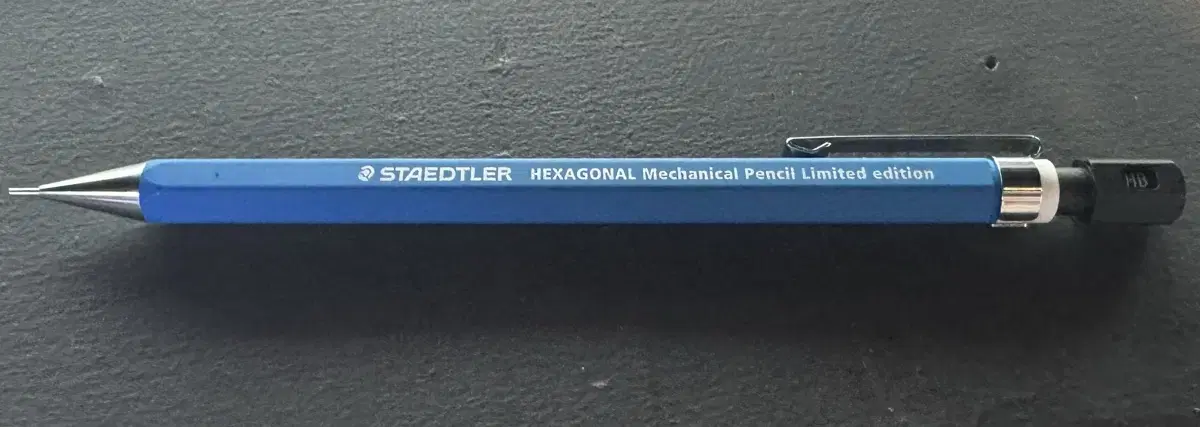 STAEDTLER HEXAGONAL Mechanical Pencil Limited edition
HB